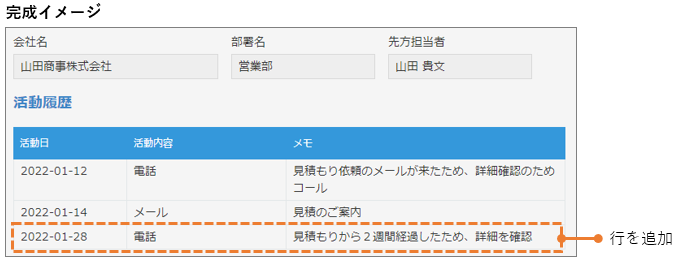 完成イメージ
会社名 部署名 先方担当者
山田商事株式会社 営業部 山田 貴文
活動履歴
活動日 活動内容 メモ
2022-01-12 電話 見積もり依頼のメールが来たため、詳細確認のため
コール
2022-01-14 メール 見積のご案内
2022-01-28 電話 見積もりから２週間経過したため、詳細を確認
行を追加